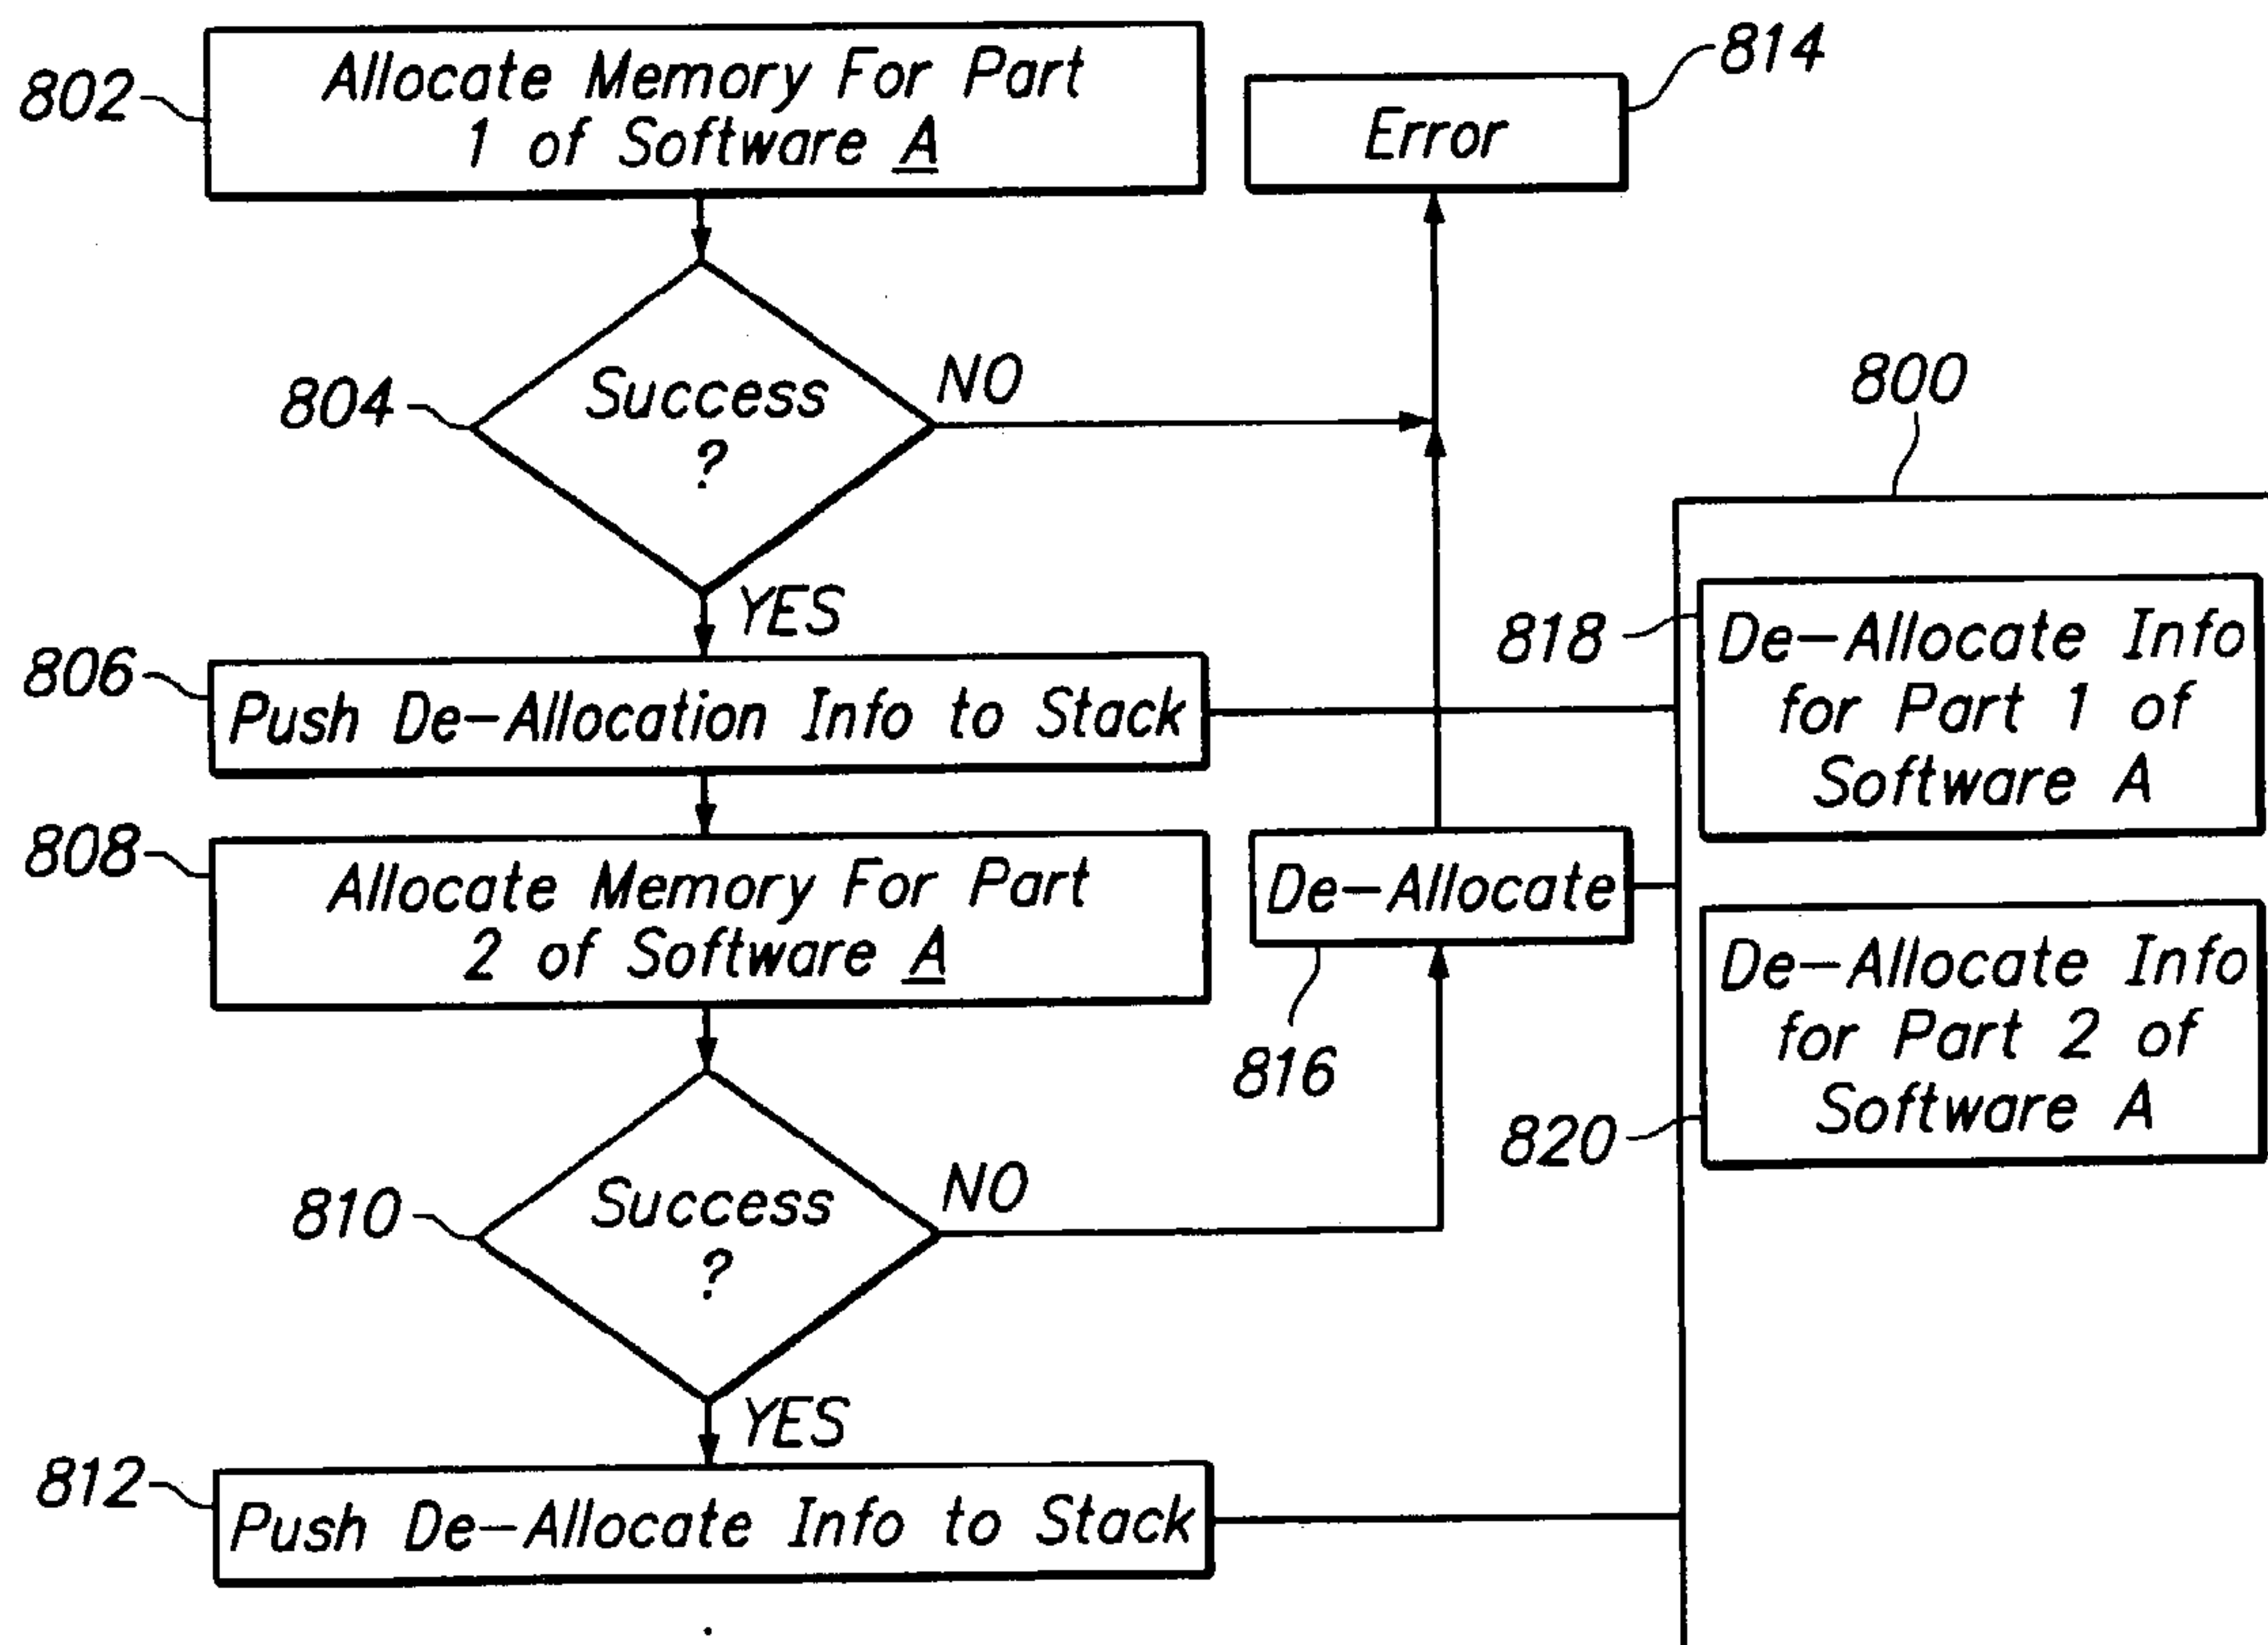 802
Allocate Memory For Part
1 of Software A
814
Error
804
Success
?
NO
800
YES
806
Push De-Allocation Info to Stack
818
De-Allocate Info
for Part 1 of
Software A
808
Allocate Memory For Part
2 of Software A
De-Allocate
816
De-Allocate Info
for Part 2 of
Software A
820
810
Success
?
NO
YES
812
Push De-Allocate Info to Stack